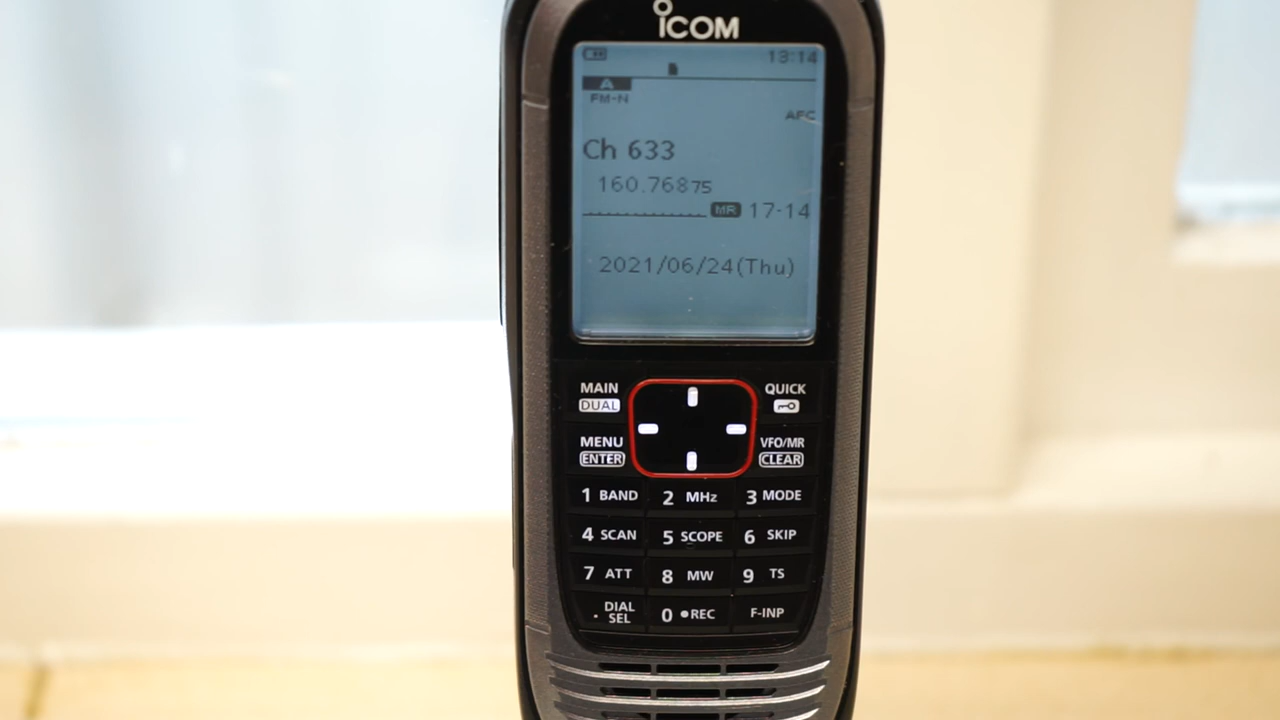 ICOM
13:14
A
FM-N
AFC
Ch 633
160.76875
MR 17-14
2021/06/24(Thu)
MAIN QUICK
DUAL
MENU VFO/MR
ENTER CLEAR
1 BAND 2 MHz 3 MODE
4 SCAN 5 SCOPE 6 SKIP
7 ATT 8 MW 9 TS
. DIAL SEL 0 ●REC F-INP